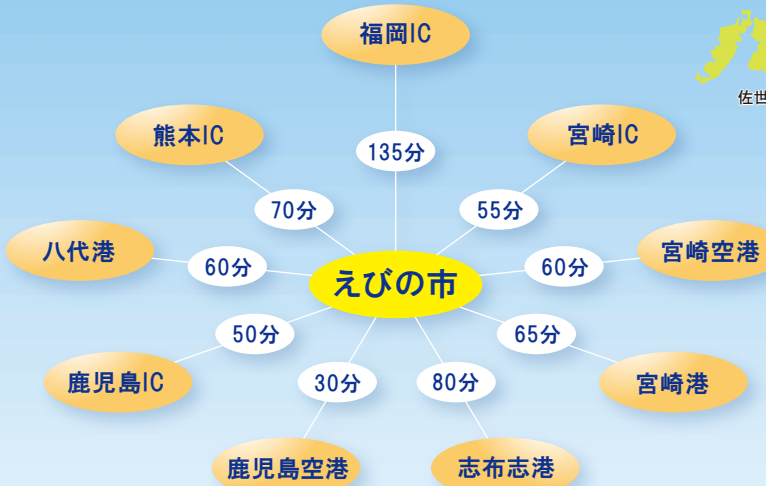 福岡IC
佐世
熊本IC
135分
宮崎IC
70分
55分
八代港
60分
えびの市
60分
宮崎空港
50分
65分
鹿児島IC
30分
80分
宮崎港
鹿児島空港
志布志港